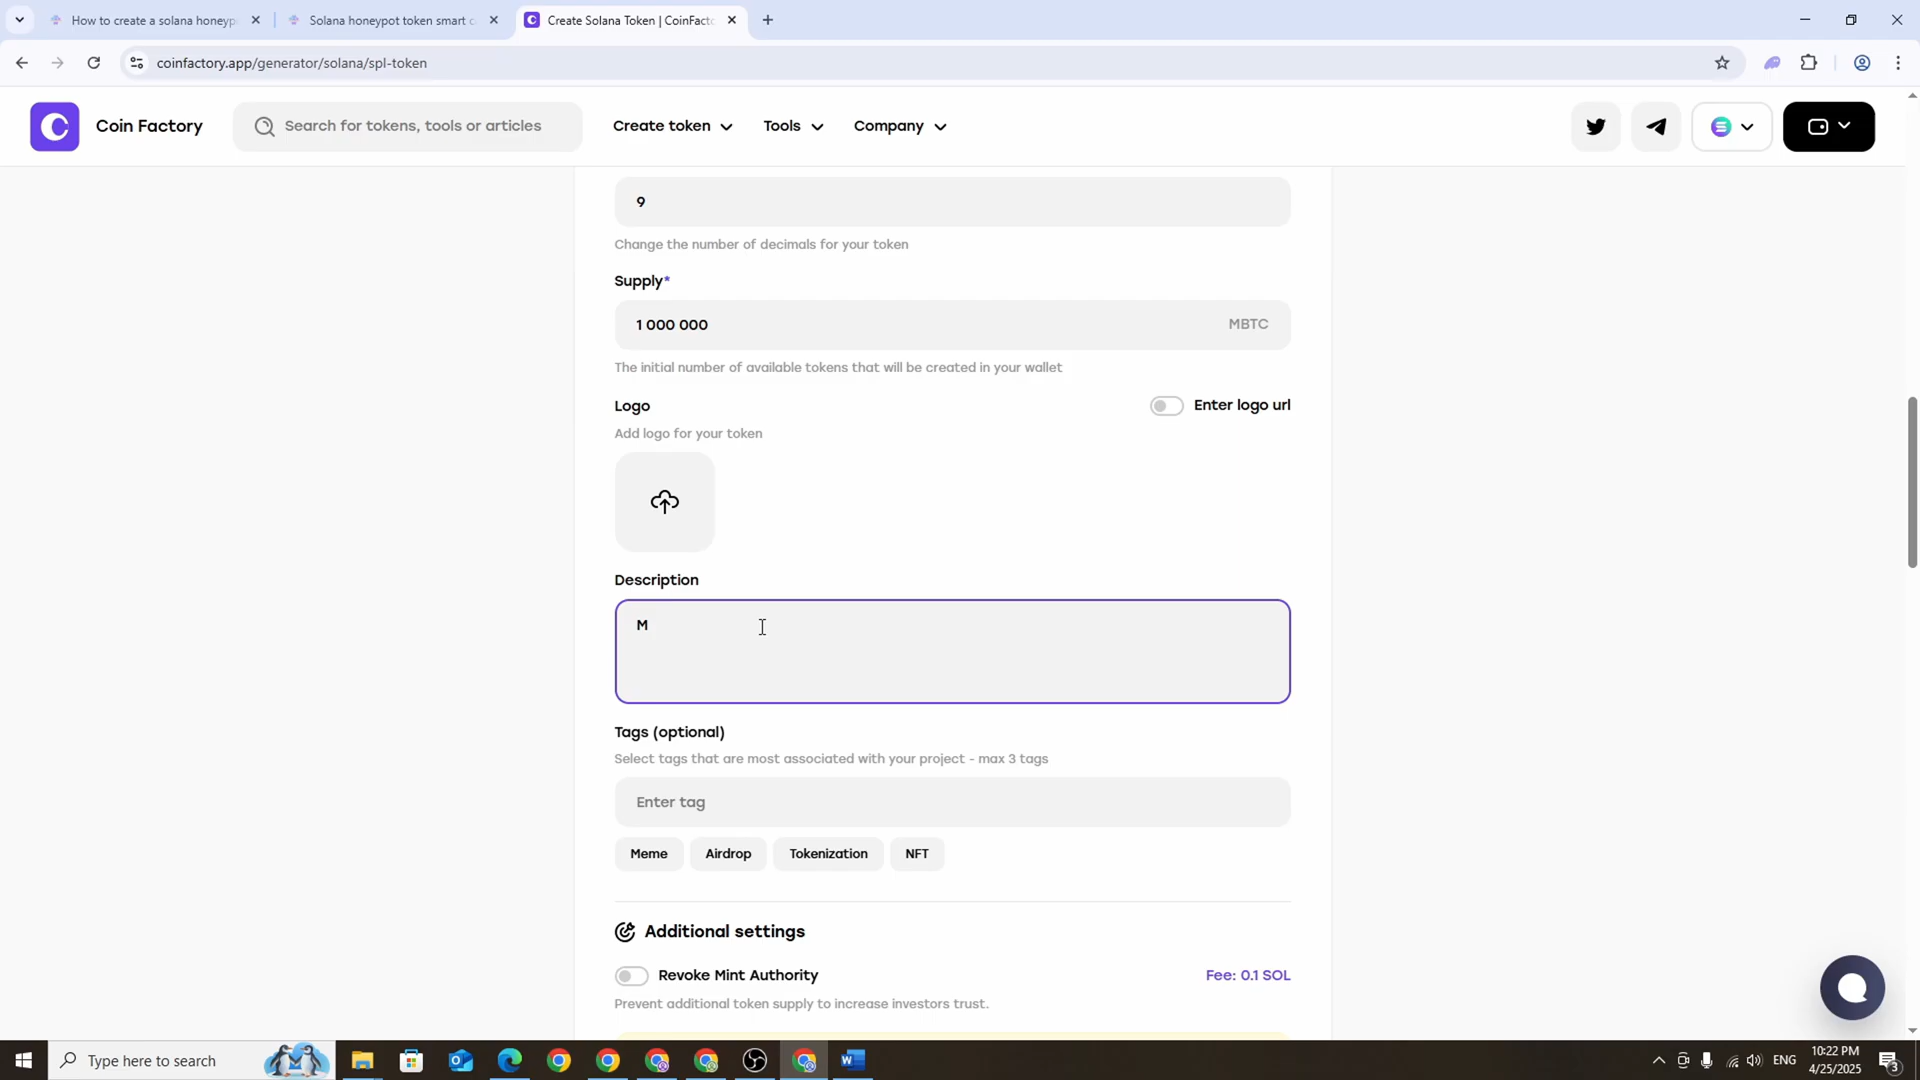 How to create a solana honeyp
Solana honeypot token smart c
Create Solana Token | CoinFacto
coinfactory.app/generator/solana/spl-token
Coin Factory
Search for tokens, tools or articles
Create token
Tools
Company
9
Change the number of decimals for your token
Supply*
1 000 000
MBTC
The initial number of available tokens that will be created in your wallet
Logo
Enter logo url
Add logo for your token
Description
M
Tags (optional)
Select tags that are most associated with your project - max 3 tags
Enter tag
Meme
Airdrop
Tokenization
NFT
Additional settings
Revoke Mint Authority
Fee: 0.1 SOL
Prevent additional token supply to increase investors trust.
Type here to search
ENG
10:22 PM
4/25/2025
3